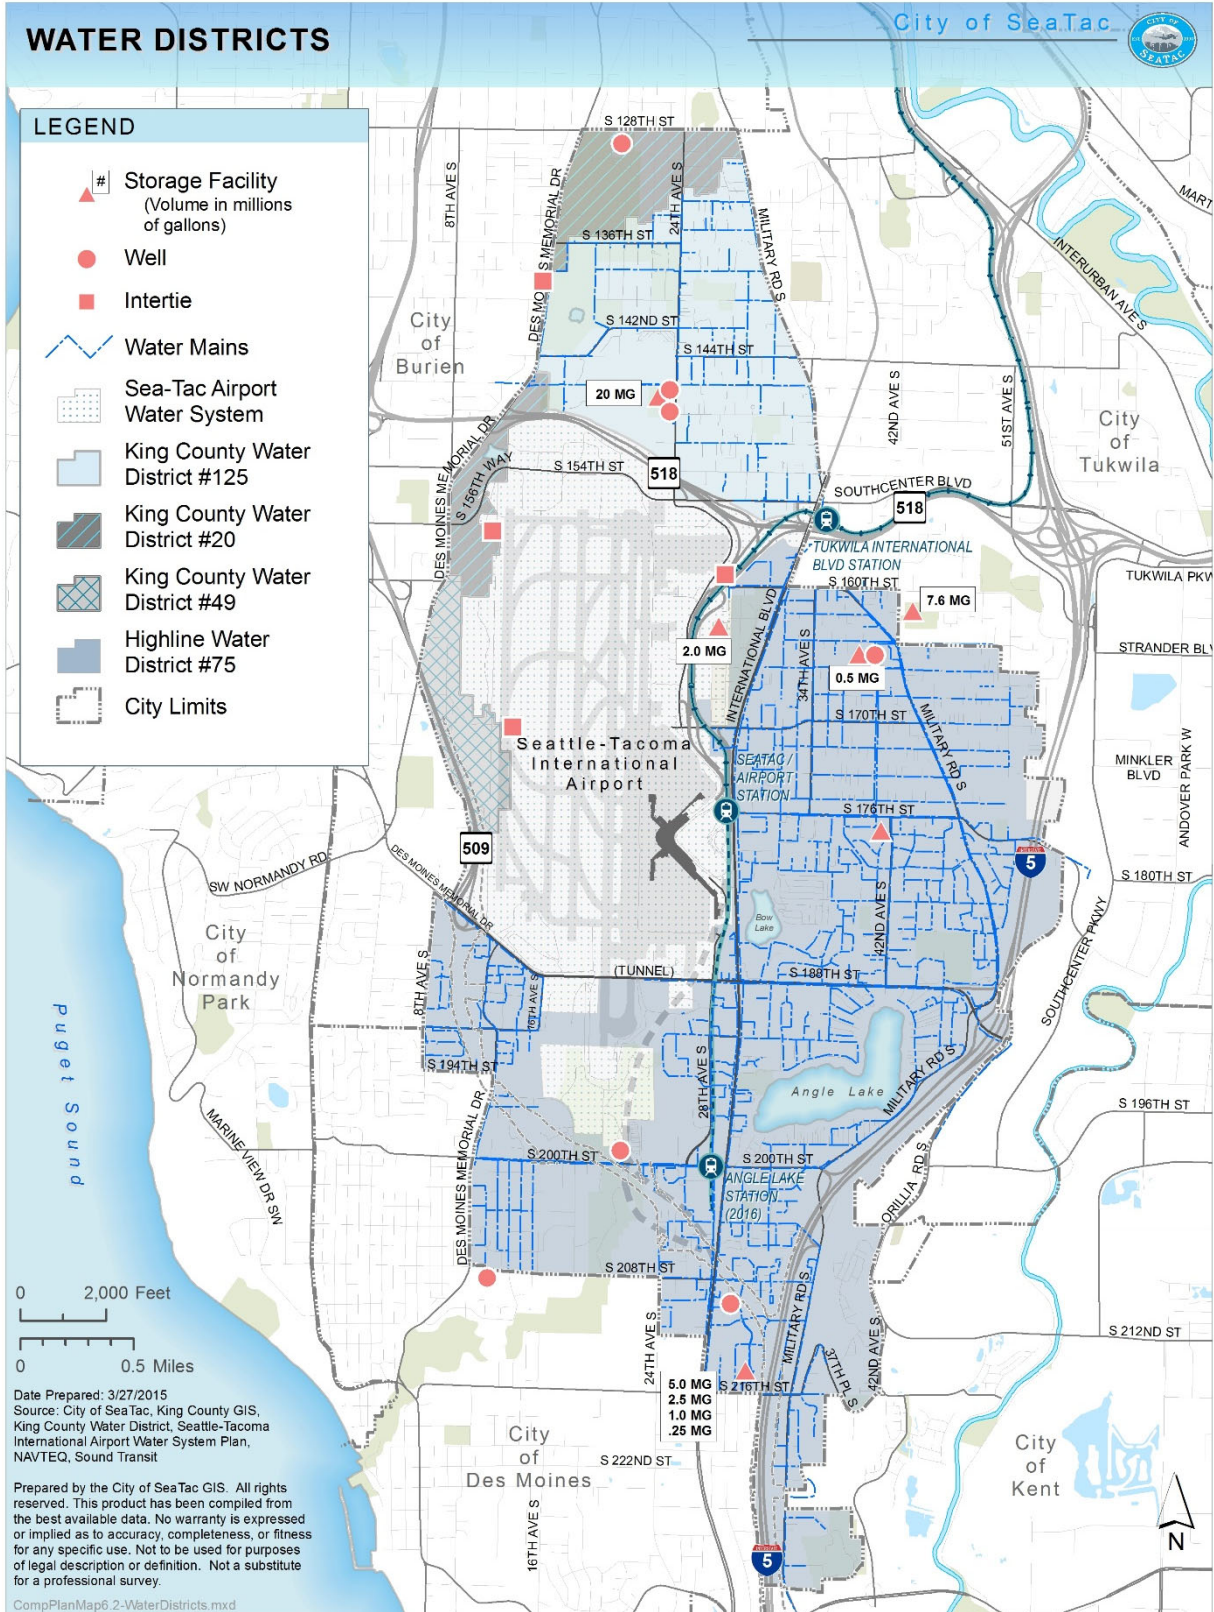 WATER DISTRICTS
City of SeaTac
CITY OF
SEATAC
LEGEND
#
Storage Facility
(Volume in millions
of gallons)
Well
Intertie
Water Mains
Sea-Tac Airport
Water System
King County Water
District #125
King County Water
District #20
King County Water
District #49
Highline Water
District #75
City Limits
S 128TH ST
8TH AVE S
DES MOINES MEMORIAL DR
24TH AVE S
MILITARY RD S
S 136TH ST
S 142ND ST
S 144TH ST
INTERURBAN AVE S
City
of
Burien
20 MG
42ND AVE S
51ST AVE S
City
of
Tukwila
DES MOINES MEMORIAL DR
S 156TH WAY
S 154TH ST
518
SOUTHCENTER BLVD
518
TUKWILA INTERNATIONAL
BLVD STATION
S 160TH ST
TUKWILA PKW
7.6 MG
2.0 MG
INTERNATIONAL BLVD
34TH AVE S
0.5 MG
STRANDER BLV
S 170TH ST
MILITARY RD S
Seattle-Tacoma
International
Airport
SEATAC /
AIRPORT
STATION
MINKLER
BLVD
ANDOVER PARK W
S 176TH ST
509
5
SW NORMANDY RD
DES MOINES MEMORIAL DR
S 180TH ST
City
of
Normandy
Park
Bow
Lake
42ND AVE S
SOUTHCENTER PKWY
8TH AVE S
16TH AVE S
(TUNNEL)
S 188TH ST
Puget Sound
S 194TH ST
28TH AVE S
Angle Lake
MILITARY RD S
S 196TH ST
MARINE VIEW DR SW
DES MOINES MEMORIAL DR
S 200TH ST
S 200TH ST
ANGLE LAKE
STATION
(2016)
ORILLIA RD S
S 208TH ST
24TH AVE S
MILITARY RD S
37TH PL S
42ND AVE S
S 212ND ST
5.0 MG
2.5 MG
1.0 MG
.25 MG
S 216TH ST
City
of
Des Moines
S 222ND ST
16TH AVE S
City
of
Kent
5
N
0 2,000 Feet
0 0.5 Miles
Date Prepared: 3/27/2015
Source: City of SeaTac, King County GIS,
King County Water District, Seattle-Tacoma
International Airport Water System Plan,
NAVTEQ, Sound Transit
Prepared by the City of SeaTac GIS. All rights
reserved. This product has been compiled from
the best available data. No warranty is expressed
or implied as to accuracy, completeness, or fitness
for any specific use. Not to be used for purposes
of legal description or definition. Not a substitute
for a professional survey.
CompPlanMap6.2-WaterDistricts.mxd